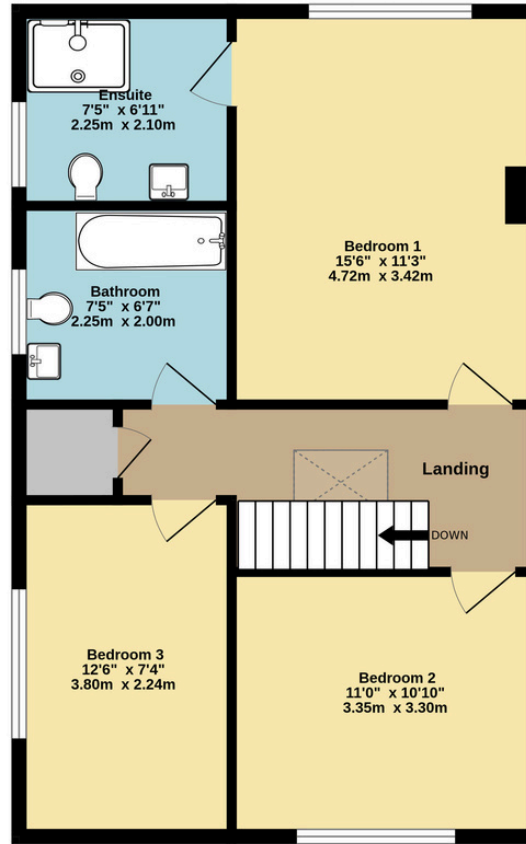 Ensuite
7'5" x 6'11"
2.25m x 2.10m
Bedroom 1
15'6" x 11'3"
4.72m x 3.42m
Bathroom
7'5" x 6'7"
2.25m x 2.00m
Landing
DOWN
Bedroom 3
12'6" x 7'4"
3.80m x 2.24m
Bedroom 2
11'0" x 10'10"
3.35m x 3.30m